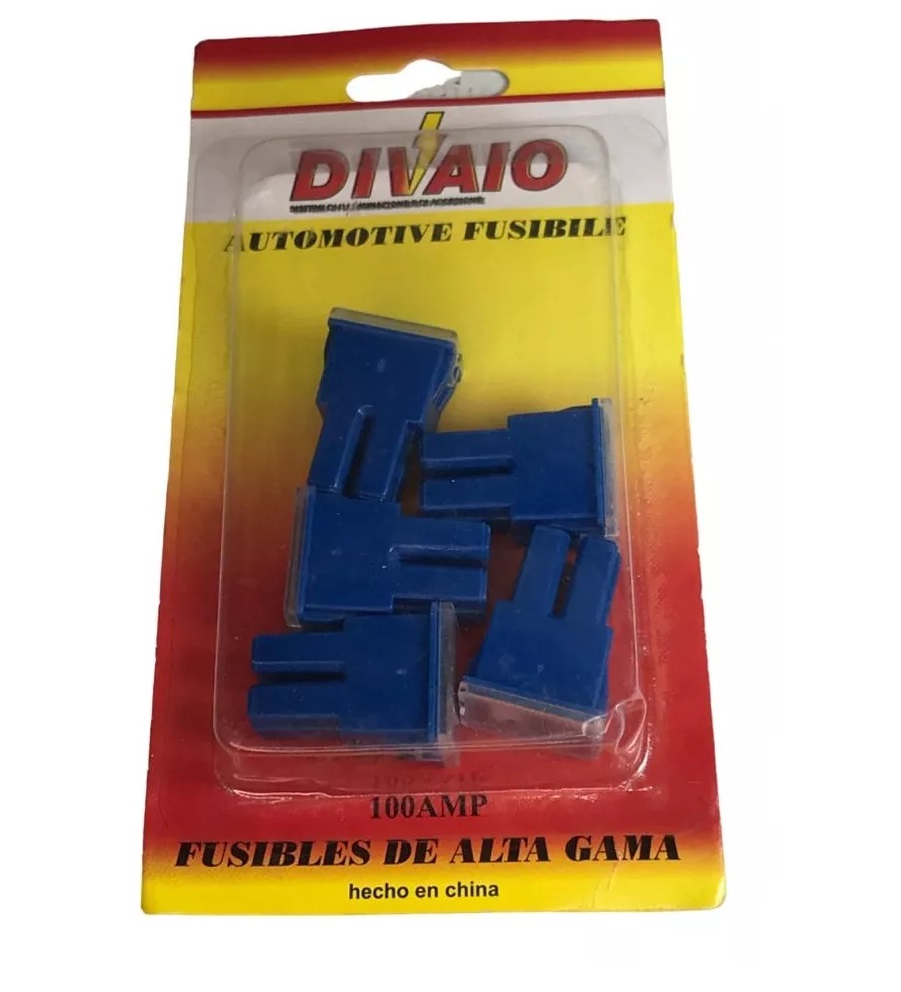 DIVAIO
AUTOMOTIVE FUSIBILE
100AMP
FUSIBLES DE ALTA GAMA
hecho en china